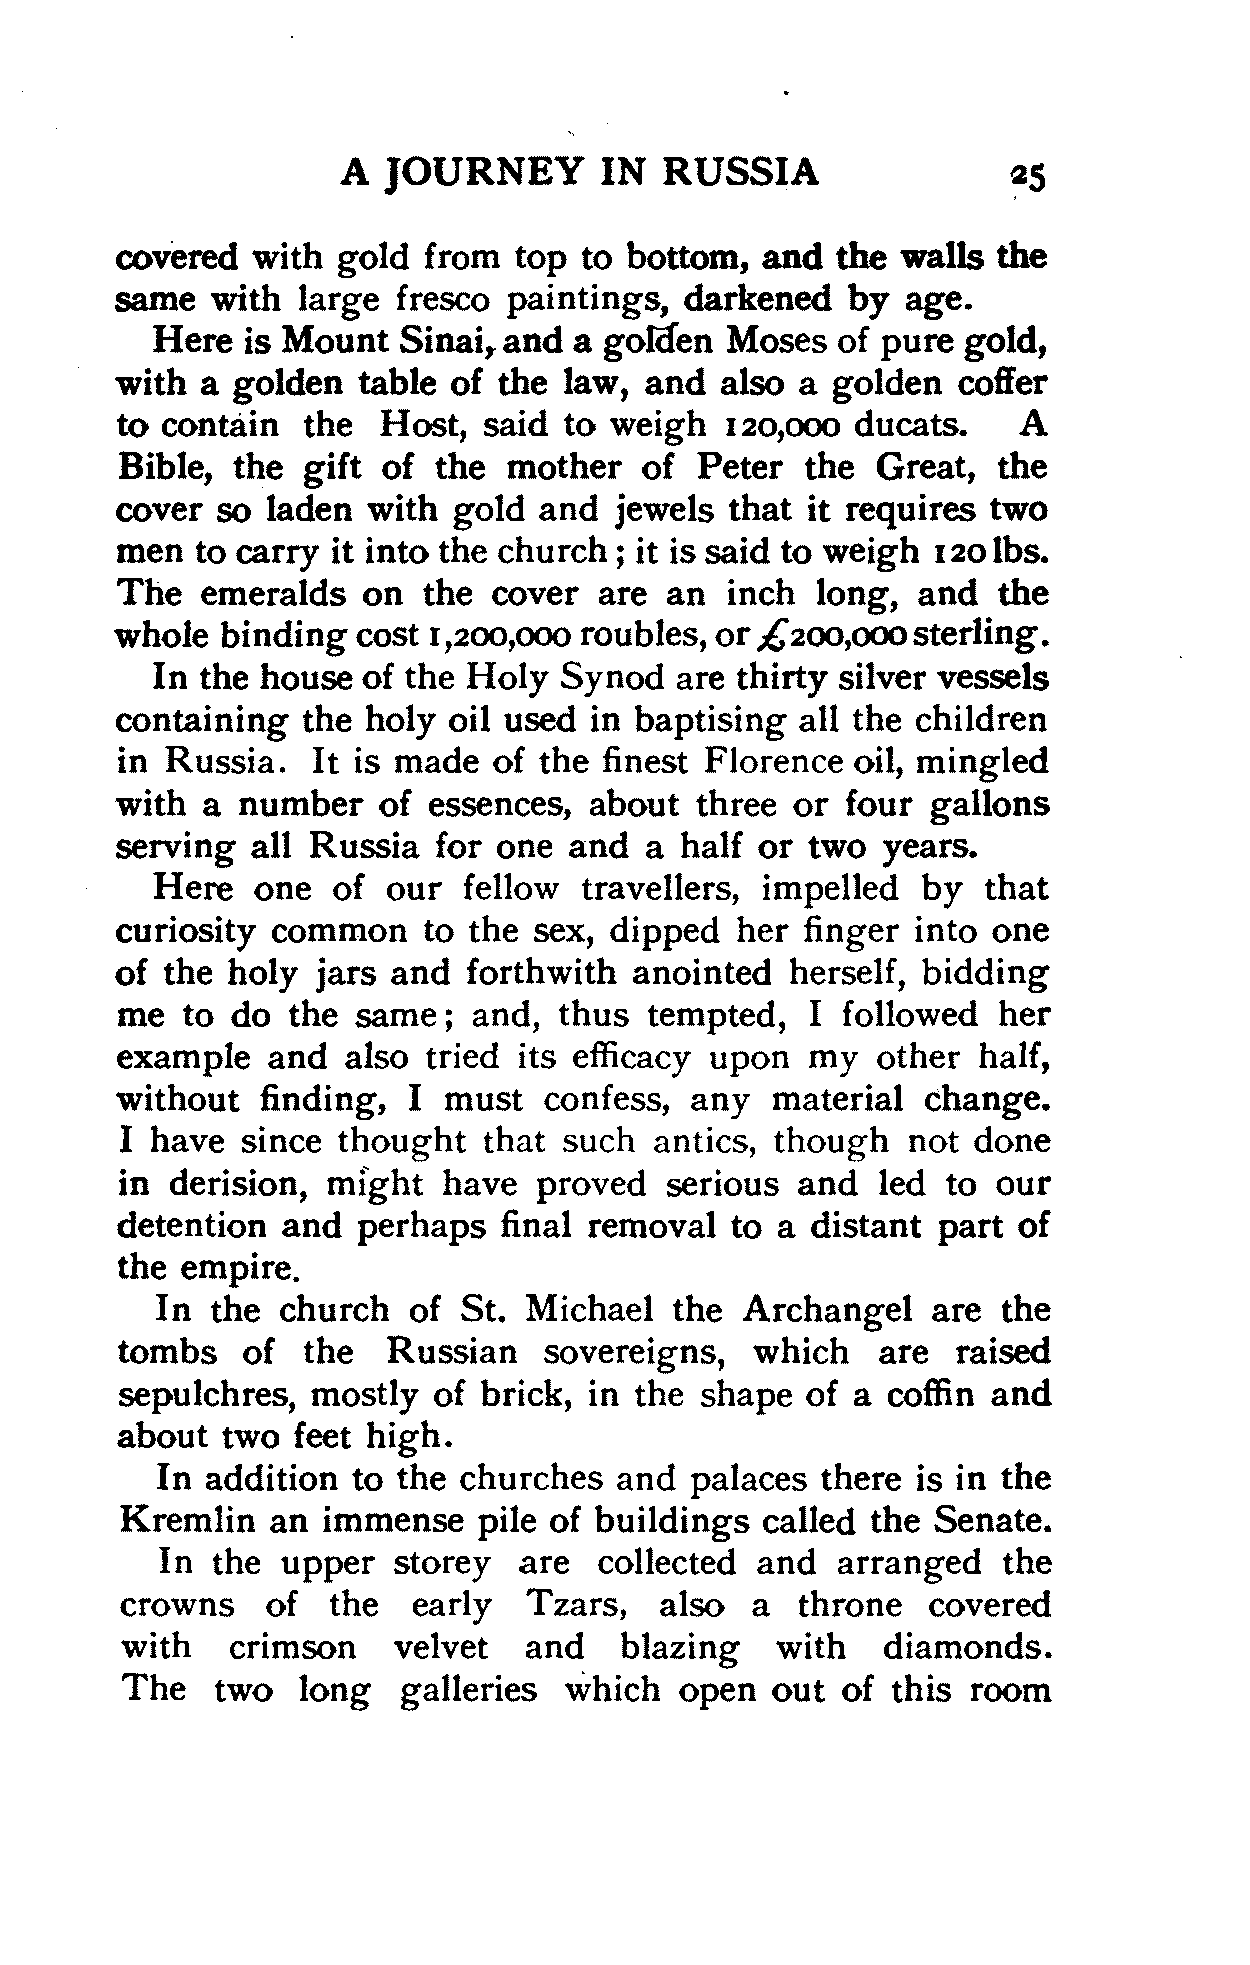 A JOURNEY IN RUSSIA 25
covered with gold from top to bottom, and the walls the
same with large fresco paintings, darkened by age.
Here is Mount Sinai, and a golden Moses of pure gold,
with a golden table of the law, and also a golden coffer
to contain the Host, said to weigh 120,000 ducats. A
Bible, the gift of the mother of Peter the Great, the
cover so laden with gold and jewels that it requires two
men to carry it into the church; it is said to weigh 120lbs.
The emeralds on the cover are an inch long, and the
whole binding cost 1,200,000 roubles, or £200,000 sterling.
In the house of the Holy Synod are thirty silver vessels
containing the holy oil used in baptising all the children
in Russia. It is made of the finest Florence oil, mingled
with a number of essences, about three or four gallons
serving all Russia for one and a half or two years.
Here one of our fellow travellers, impelled by that
curiosity common to the sex, dipped her finger into one
of the holy jars and forthwith anointed herself, bidding
me to do the same; and, thus tempted, I followed her
example and also tried its efficacy upon my other half,
without finding, I must confess, any material change.
I have since thought that such antics, though not done
in derision, might have proved serious and led to our
detention and perhaps final removal to a distant part of
the empire.
In the church of St. Michael the Archangel are the
tombs of the Russian sovereigns, which are raised
sepulchres, mostly of brick, in the shape of a coffin and
about two feet high.
In addition to the churches and palaces there is in the
Kremlin an immense pile of buildings called the Senate.
In the upper storey are collected and arranged the
crowns of the early Tzars, also a throne covered
with crimson velvet and blazing with diamonds.
The two long galleries which open out of this room